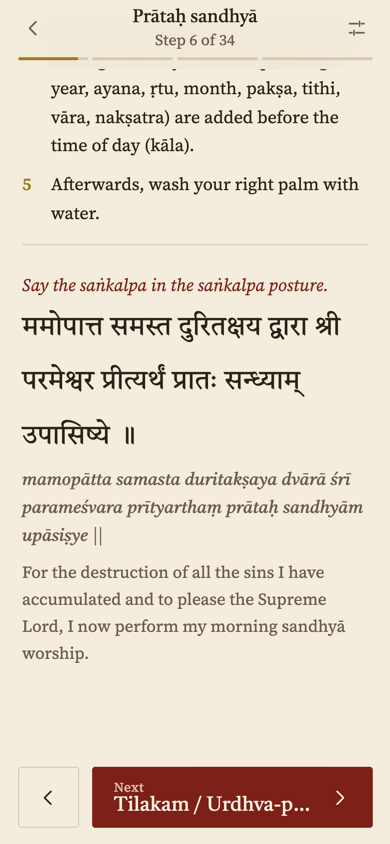 Prātaḥ sandhyā
Step 6 of 34
year, ayana, ṛtu, month, pakṣa, tithi,
vāra, nakṣatra) are added before the
time of day (kāla).
5 Afterwards, wash your right palm with
water.
Say the saṅkalpa in the saṅkalpa posture.
ममोपात्त समस्त दुरितक्षय द्वारा श्री
परमेश्वर प्रीत्यर्थं प्रातः सन्ध्याम्
उपासिष्ये ॥
mamopātta samasta duritakṣaya dvārā śrī
parameśvara prītyarthaṃ prātaḥ sandhyām
upāsiṣye ||
For the destruction of all the sins I have
accumulated and to please the Supreme
Lord, I now perform my morning sandhyā
worship.
Next
Tilakam / Urdhva-p...